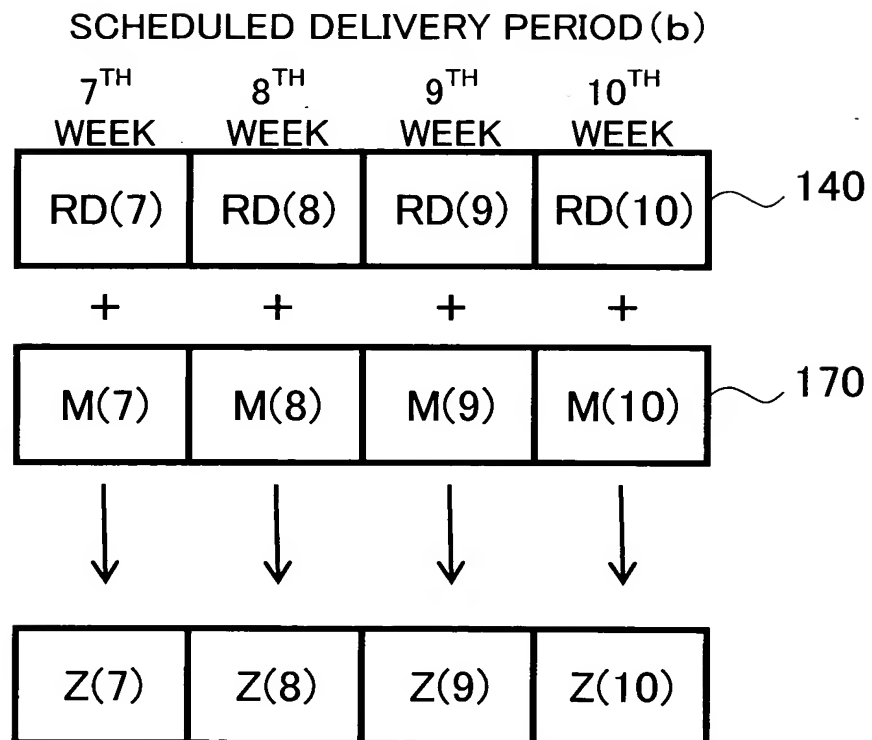 SCHEDULED DELIVERY PERIOD(b)
7TH WEEK 8TH WEEK 9TH WEEK 10TH WEEK
RD(7) RD(8) RD(9) RD(10) 140
+ + + +
M(7) M(8) M(9) M(10) 170
Z(7) Z(8) Z(9) Z(10)